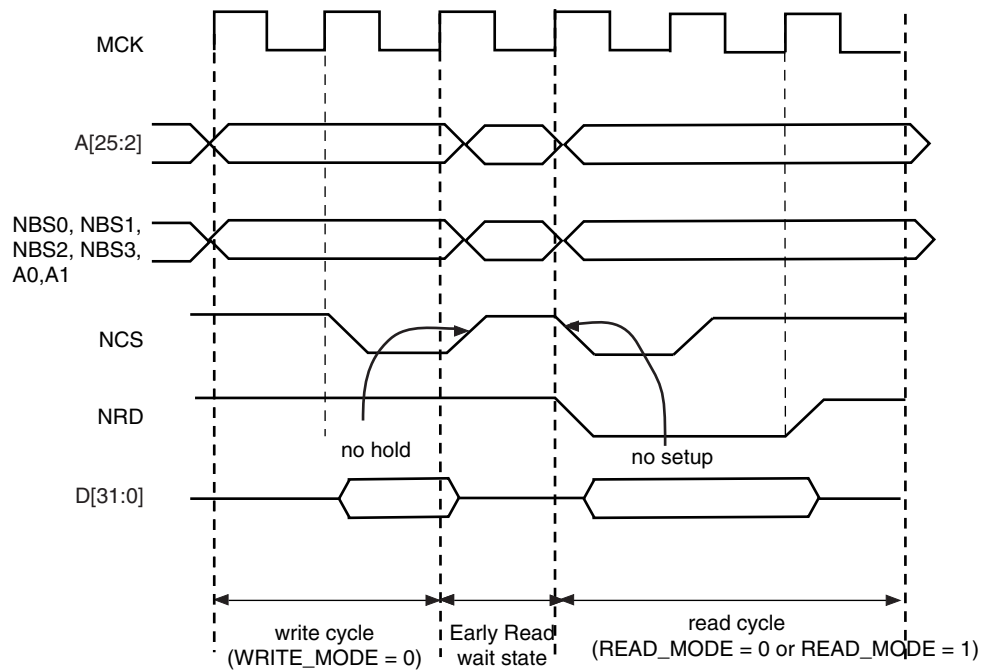 MCK
A[25:2]
NBS0, NBS1,
NBS2, NBS3,
A0,A1
NCS
NRD
no hold
no setup
D[31:0]
write cycle
(WRITE_MODE = 0)
Early Read
wait state
read cycle
(READ_MODE = 0 or READ_MODE = 1)